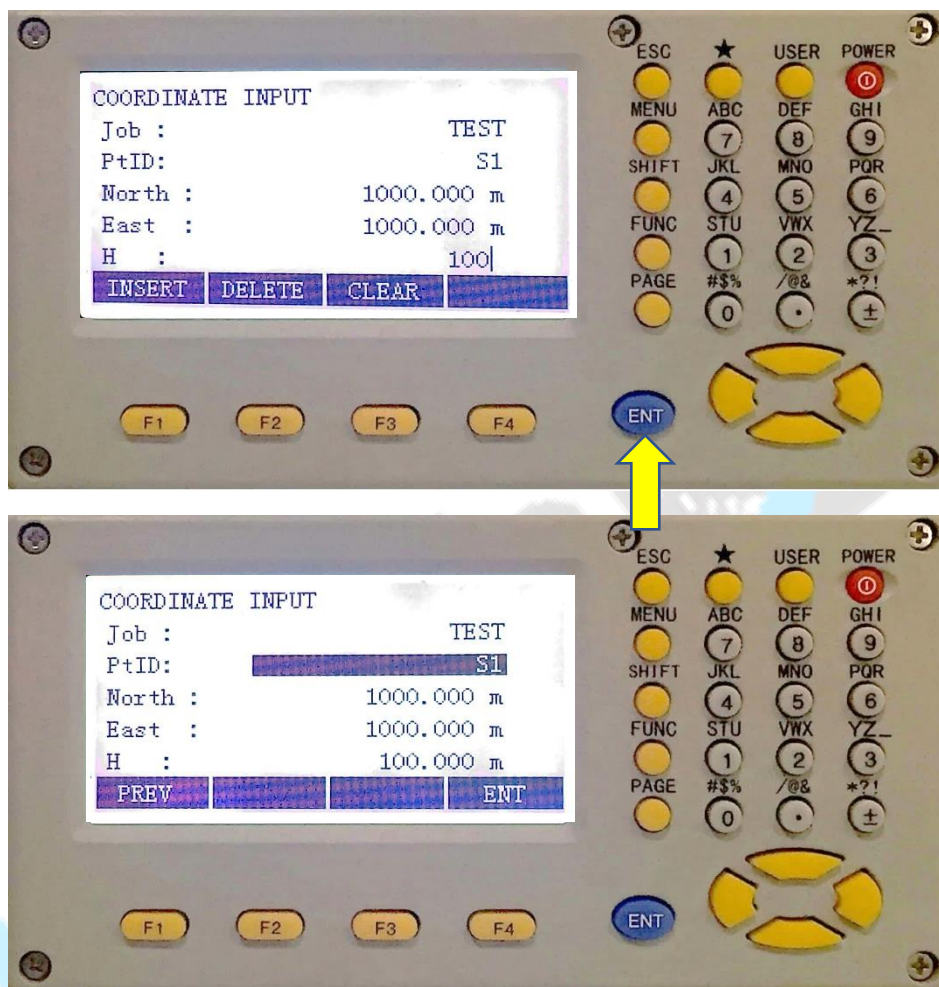 ESC ★ USER POWER
COORDINATE INPUT
MENU ABC DEF GHI
Job : TEST
7 8 9
PtID: S1
SHIFT JKL MNO PQR
North : 1000.000 m
4 5 6
East : 1000.000 m
FUNC STU VWX YZ_
H : 100
1 2 3
INSERT DELETE CLEAR
PAGE #$% /@& *?!
0 • ±
F1 F2 F3 F4 ENT
ESC ★ USER POWER
COORDINATE INPUT
MENU ABC DEF GHI
Job : TEST
7 8 9
PtID: S1
SHIFT JKL MNO PQR
North : 1000.000 m
4 5 6
East : 1000.000 m
FUNC STU VWX YZ_
H : 100.000 m
1 2 3
PREV ENT
PAGE #$% /@& *?!
0 • ±
F1 F2 F3 F4 ENT